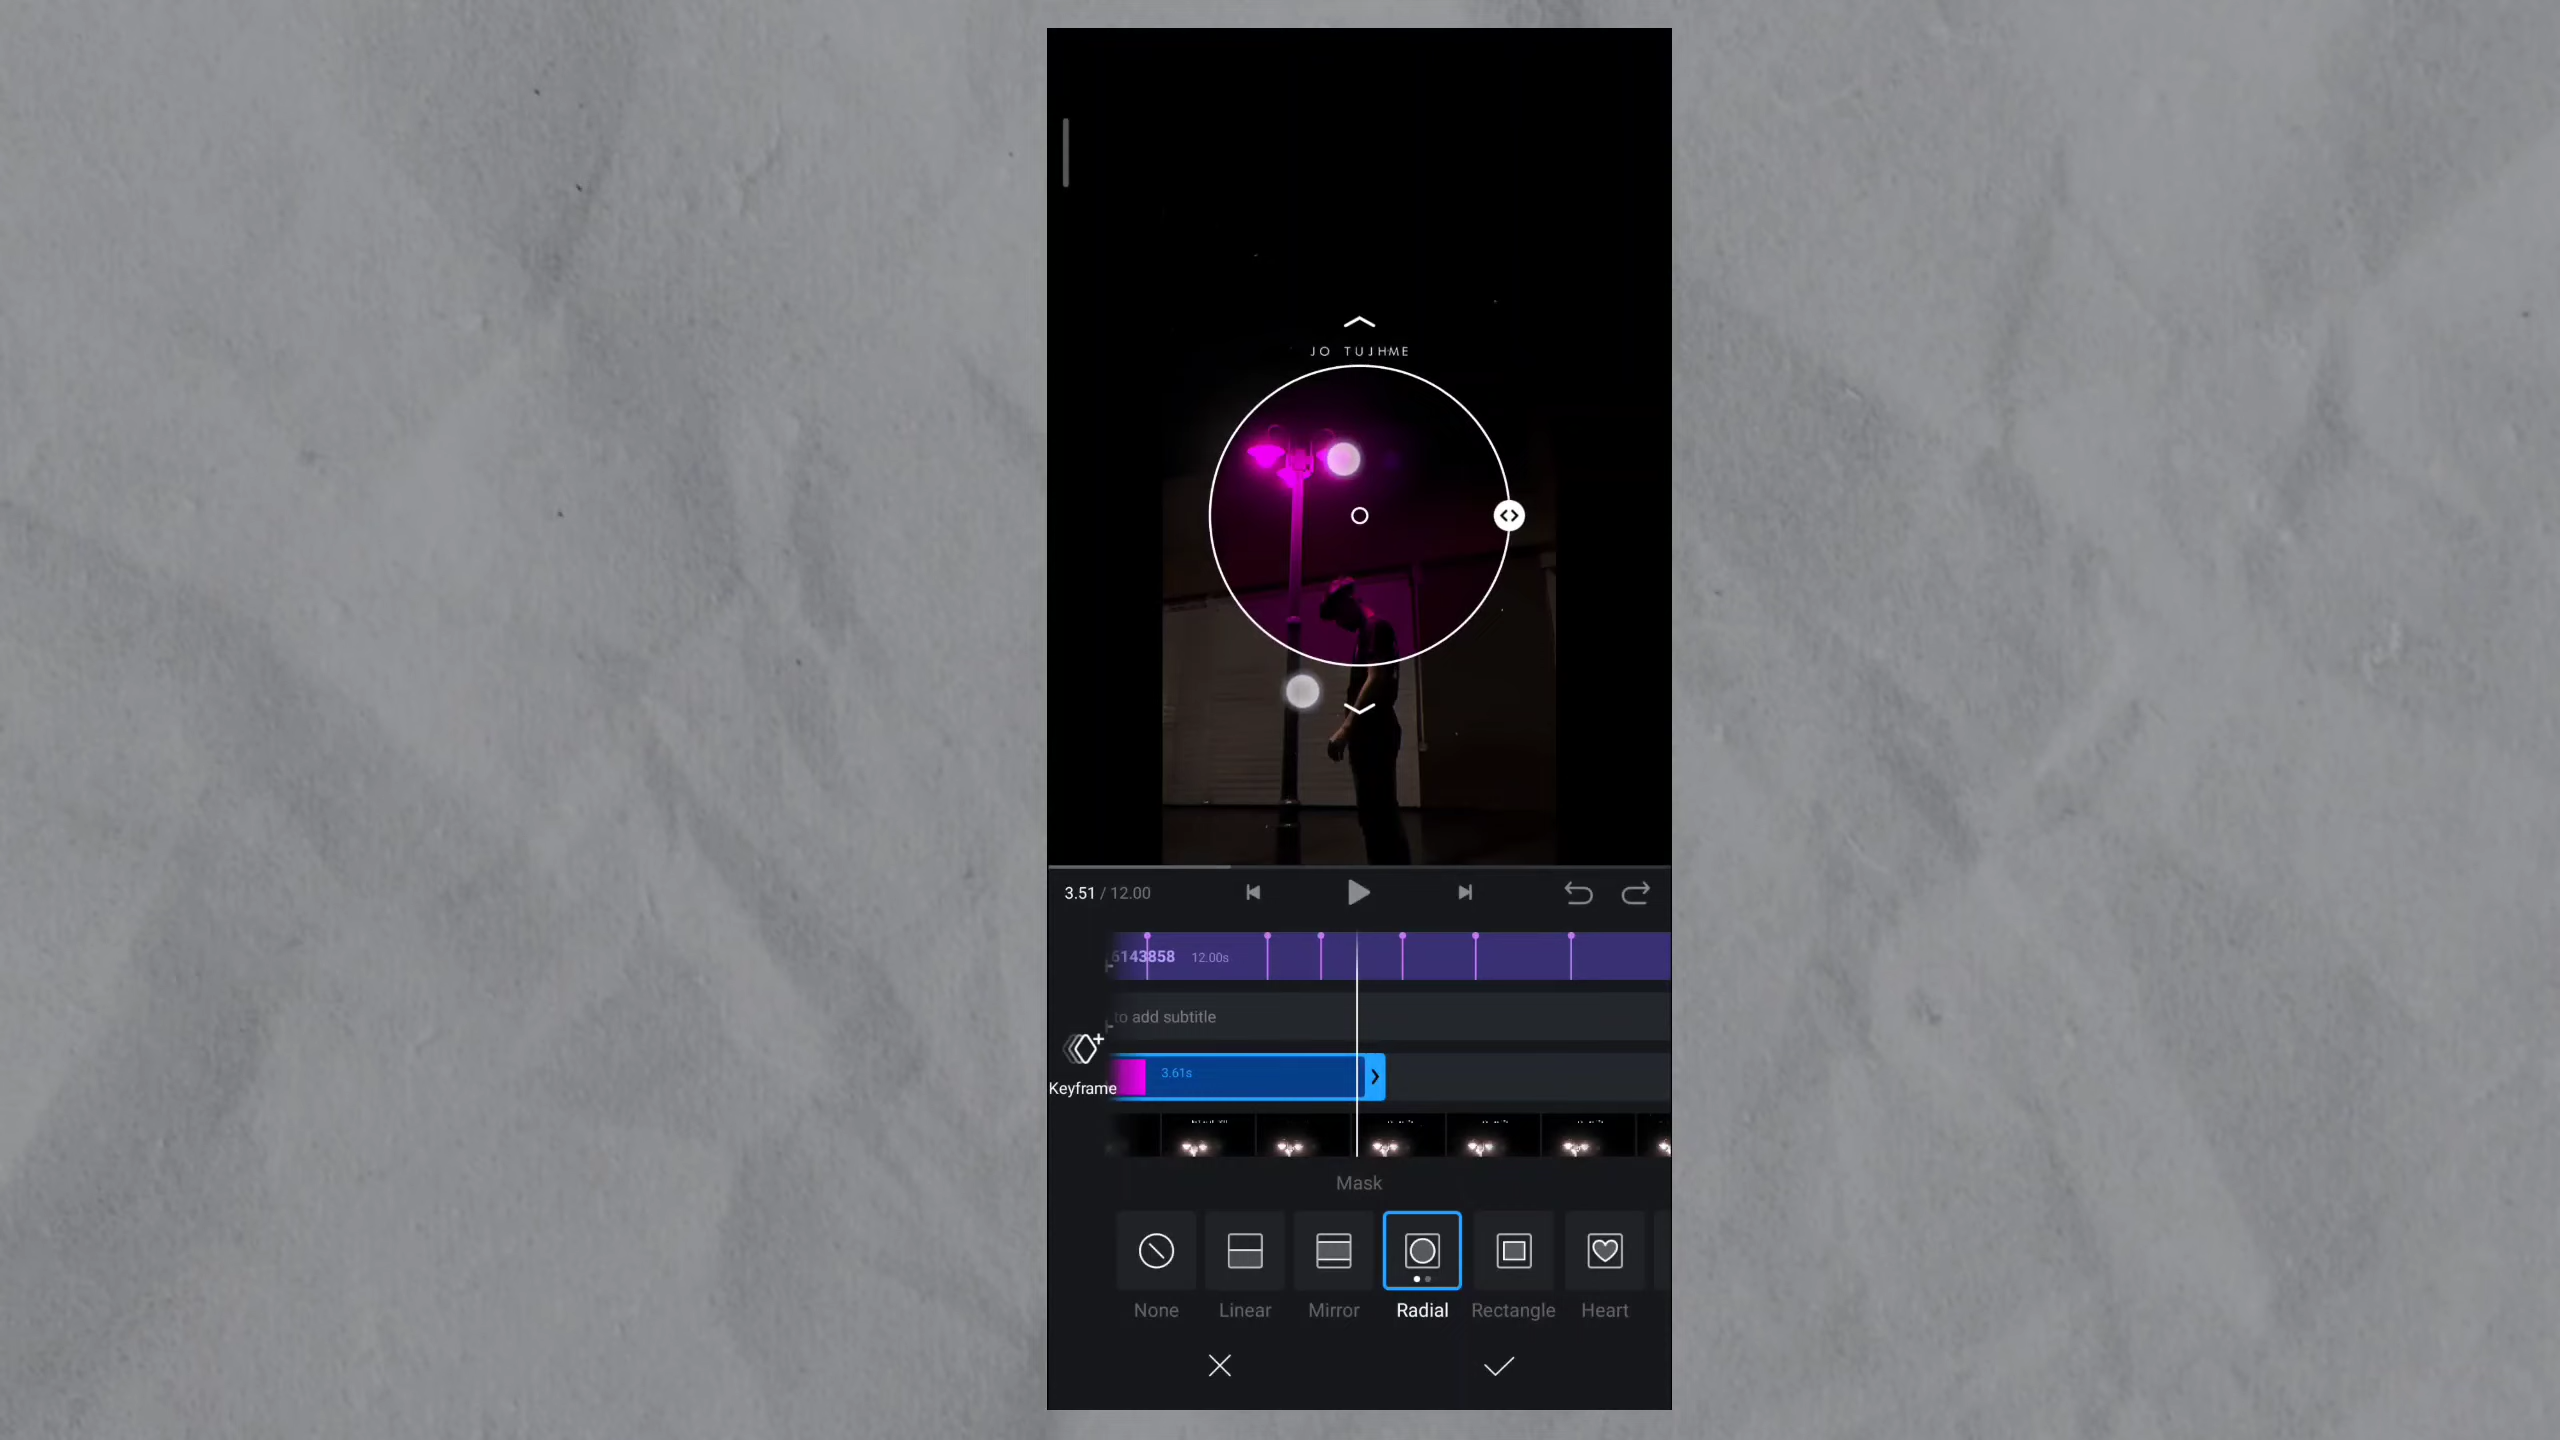 JO TUJHME
3.51 / 12.00
5143858 12.00s
to add subtitle
3.61s
Keyframe
Mask
None Linear Mirror Radial Rectangle Heart